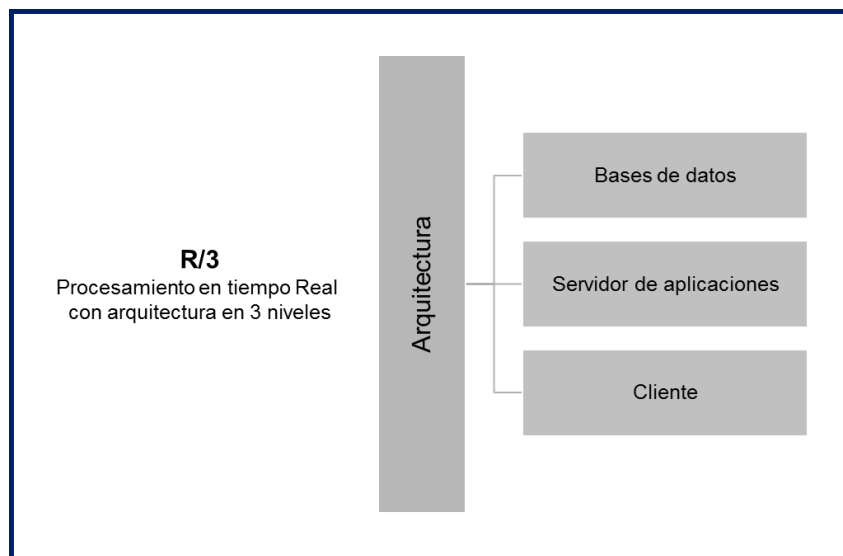 R/3
Procesamiento en tiempo Real
con arquitectura en 3 niveles
Arquitectura
Bases de datos
Servidor de aplicaciones
Cliente